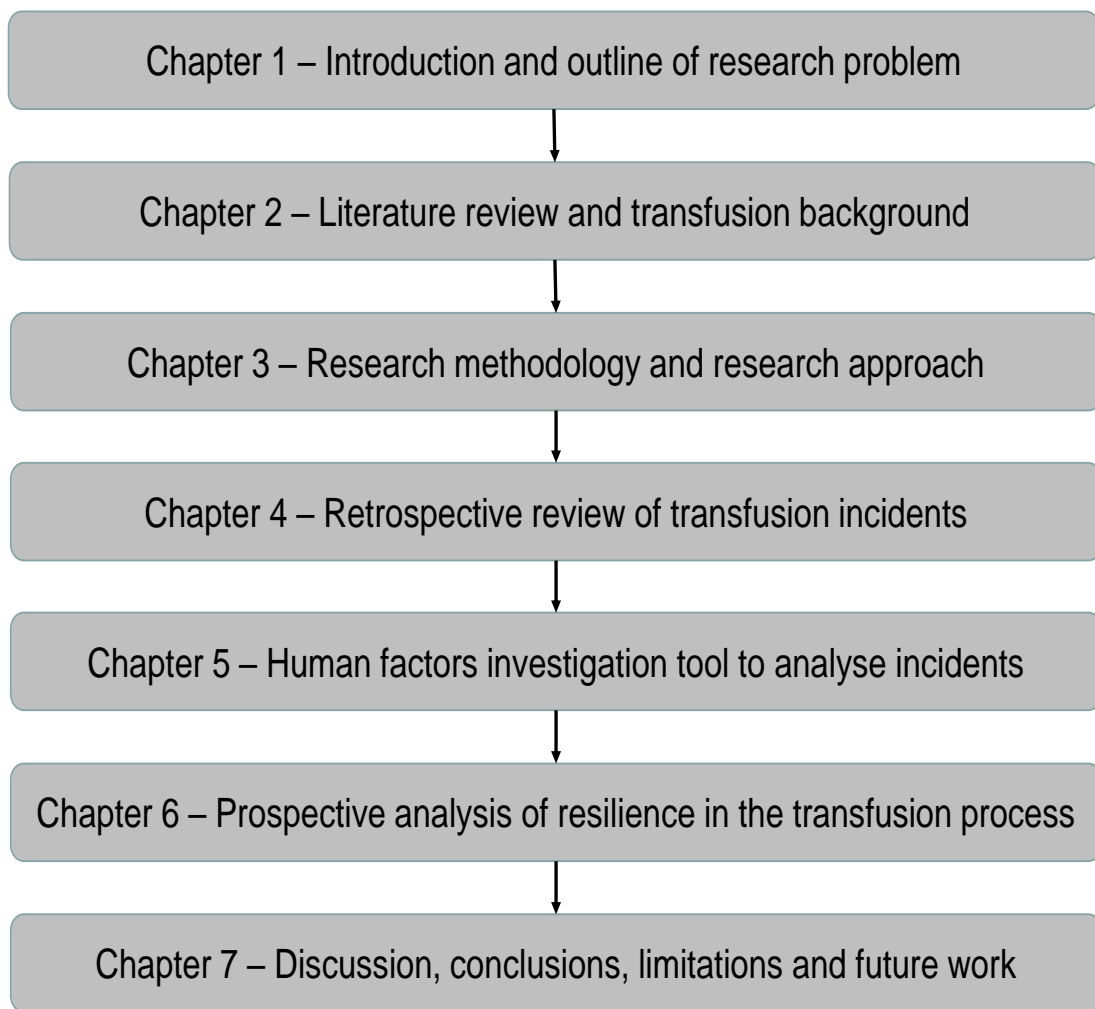 Chapter 1 – Introduction and outline of research problem
Chapter 2 – Literature review and transfusion background
Chapter 3 – Research methodology and research approach
Chapter 4 – Retrospective review of transfusion incidents
Chapter 5 – Human factors investigation tool to analyse incidents
Chapter 6 – Prospective analysis of resilience in the transfusion process
Chapter 7 – Discussion, conclusions, limitations and future work